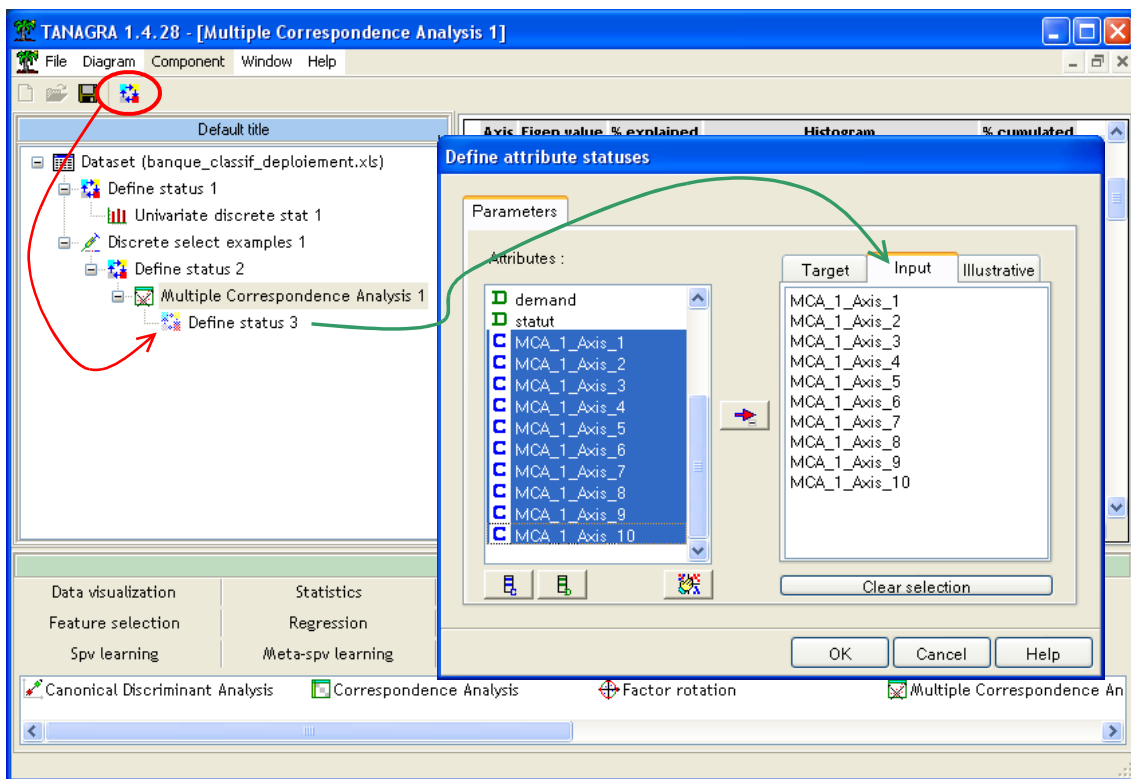 TANAGRA 1.4.28 - [Multiple Correspondence Analysis 1]
File Diagram Component Window Help
Default title
Axis Eigen value % explained Histogram % cumulated
Dataset (banque_classif_deploiement.xls)
Define status 1
Univariate discrete stat 1
Discrete select examples 1
Define status 2
Multiple Correspondence Analysis 1
Define status 3
Define attribute statuses
Parameters
Attributes :
demand
statut
MCA_1_Axis_1
MCA_1_Axis_2
MCA_1_Axis_3
MCA_1_Axis_4
MCA_1_Axis_5
MCA_1_Axis_6
MCA_1_Axis_7
MCA_1_Axis_8
MCA_1_Axis_9
MCA_1_Axis_10
Target Input Illustrative
MCA_1_Axis_1
MCA_1_Axis_2
MCA_1_Axis_3
MCA_1_Axis_4
MCA_1_Axis_5
MCA_1_Axis_6
MCA_1_Axis_7
MCA_1_Axis_8
MCA_1_Axis_9
MCA_1_Axis_10
Clear selection
OK Cancel Help
Data visualization Statistics
Feature selection Regression
Spv learning Meta-spv learning
Canonical Discriminant Analysis Correspondence Analysis Factor rotation Multiple Correspondence An